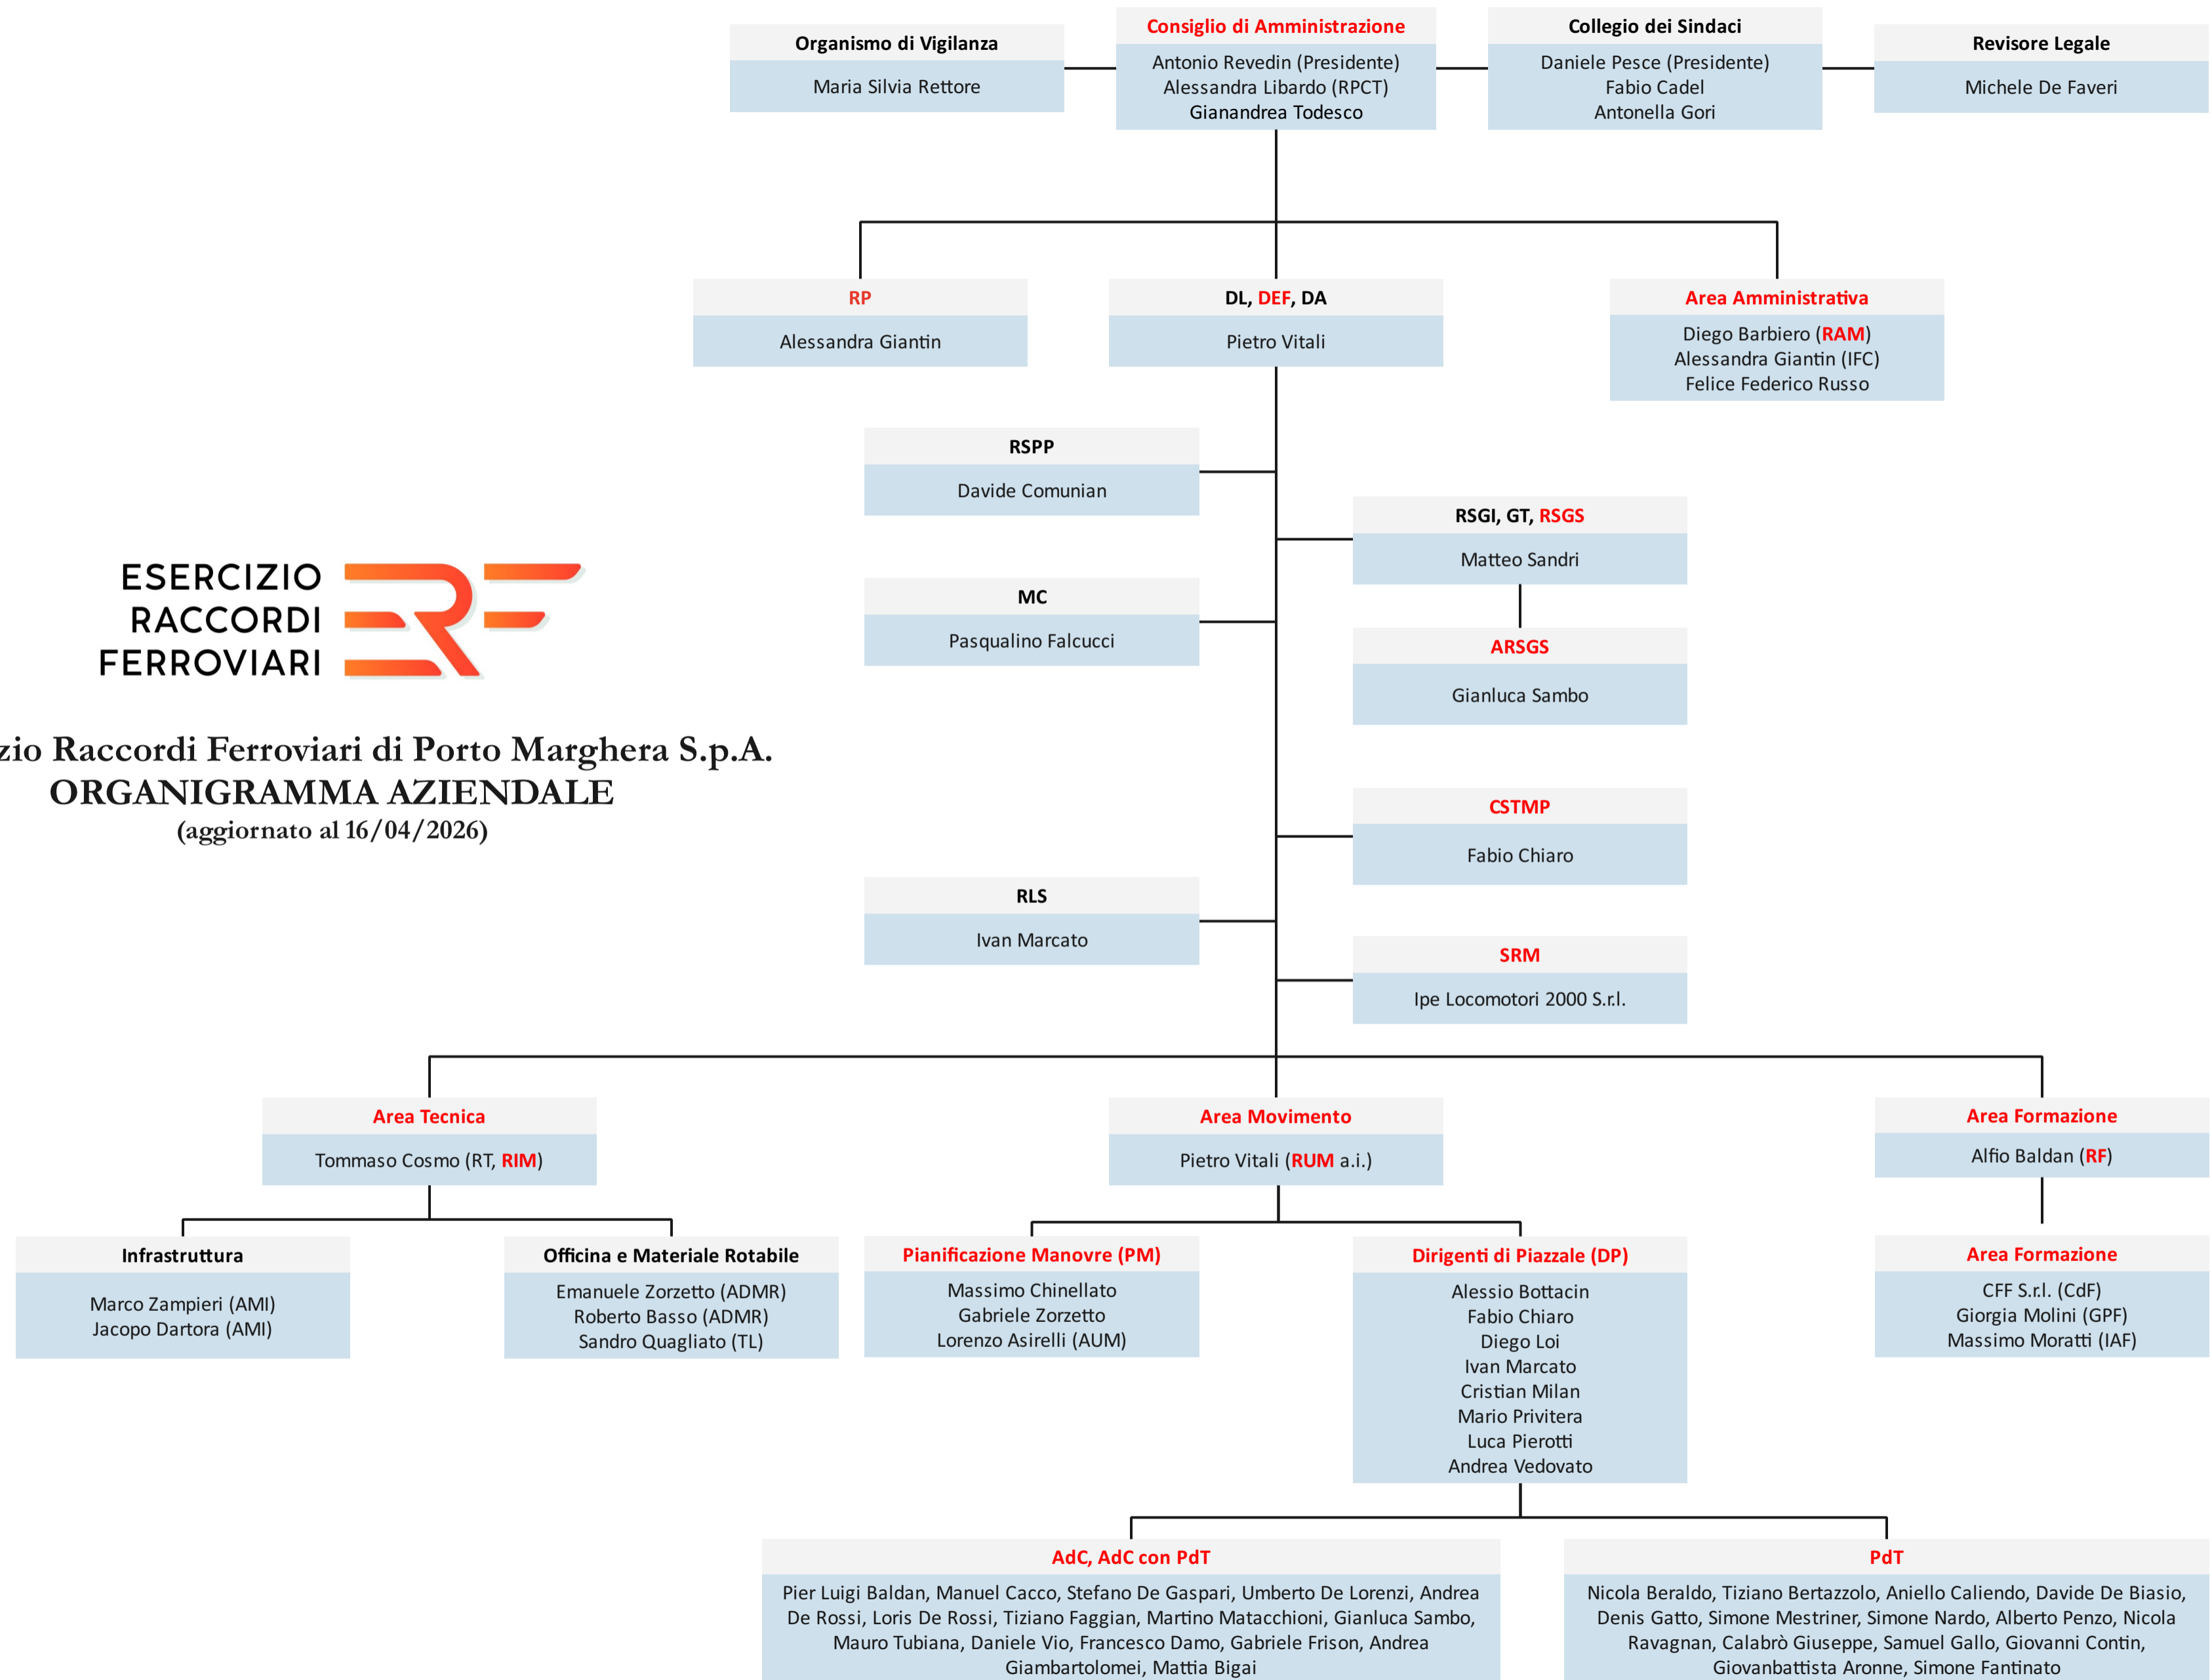 Organismo di Vigilanza
Maria Silvia Rettore
Consiglio di Amministrazione
Antonio Revedin (Presidente)
Alessandra Libardo (RPCT)
Gianandrea Todesco
Collegio dei Sindaci
Daniele Pesce (Presidente)
Fabio Cadel
Antonella Gori
Revisore Legale
Michele De Faveri
RP
Alessandra Giantin
DL, DEF, DA
Pietro Vitali
Area Amministrativa
Diego Barbiero (RAM)
Alessandra Giantin (IFC)
Felice Federico Russo
RSPP
Davide Comunian
RSGI, GT, RSGS
Matteo Sandri
MC
Pasqualino Falcucci
ARSGS
Gianluca Sambo
ESERCIZIO
RACCORDI
FERROVIARI
ERF
zio Raccordi Ferroviari di Porto Marghera S.p.A.
ORGANIGRAMMA AZIENDALE
(aggiornato al 16/04/2026)
CSTMP
Fabio Chiaro
RLS
Ivan Marcato
SRM
Ipe Locomotori 2000 S.r.l.
Area Tecnica
Tommaso Cosmo (RT, RIM)
Area Movimento
Pietro Vitali (RUM a.i.)
Area Formazione
Alfio Baldan (RF)
Infrastruttura
Marco Zampieri (AMI)
Jacopo Dartora (AMI)
Officina e Materiale Rotabile
Emanuele Zorzetto (ADMR)
Roberto Basso (ADMR)
Sandro Quagliato (TL)
Pianificazione Manovre (PM)
Massimo Chinellato
Gabriele Zorzetto
Lorenzo Asirelli (AUM)
Dirigenti di Piazzale (DP)
Alessio Bottacin
Fabio Chiaro
Diego Loi
Ivan Marcato
Cristian Milan
Mario Privitera
Luca Pierotti
Andrea Vedovato
Area Formazione
CFF S.r.l. (CdF)
Giorgia Molini (GPF)
Massimo Moratti (IAF)
AdC, AdC con PdT
Pier Luigi Baldan, Manuel Cacco, Stefano De Gaspari, Umberto De Lorenzi, Andrea
De Rossi, Loris De Rossi, Tiziano Faggian, Martino Matacchioni, Gianluca Sambo,
Mauro Tubiana, Daniele Vio, Francesco Damo, Gabriele Frison, Andrea
Giambartolomei, Mattia Bigai
PdT
Nicola Beraldo, Tiziano Bertazzolo, Aniello Caliendo, Davide De Biasio,
Denis Gatto, Simone Mestriner, Simone Nardo, Alberto Penzo, Nicola
Ravagnan, Calabrò Giuseppe, Samuel Gallo, Giovanni Contin,
Giovanbattista Aronne, Simone Fantinato